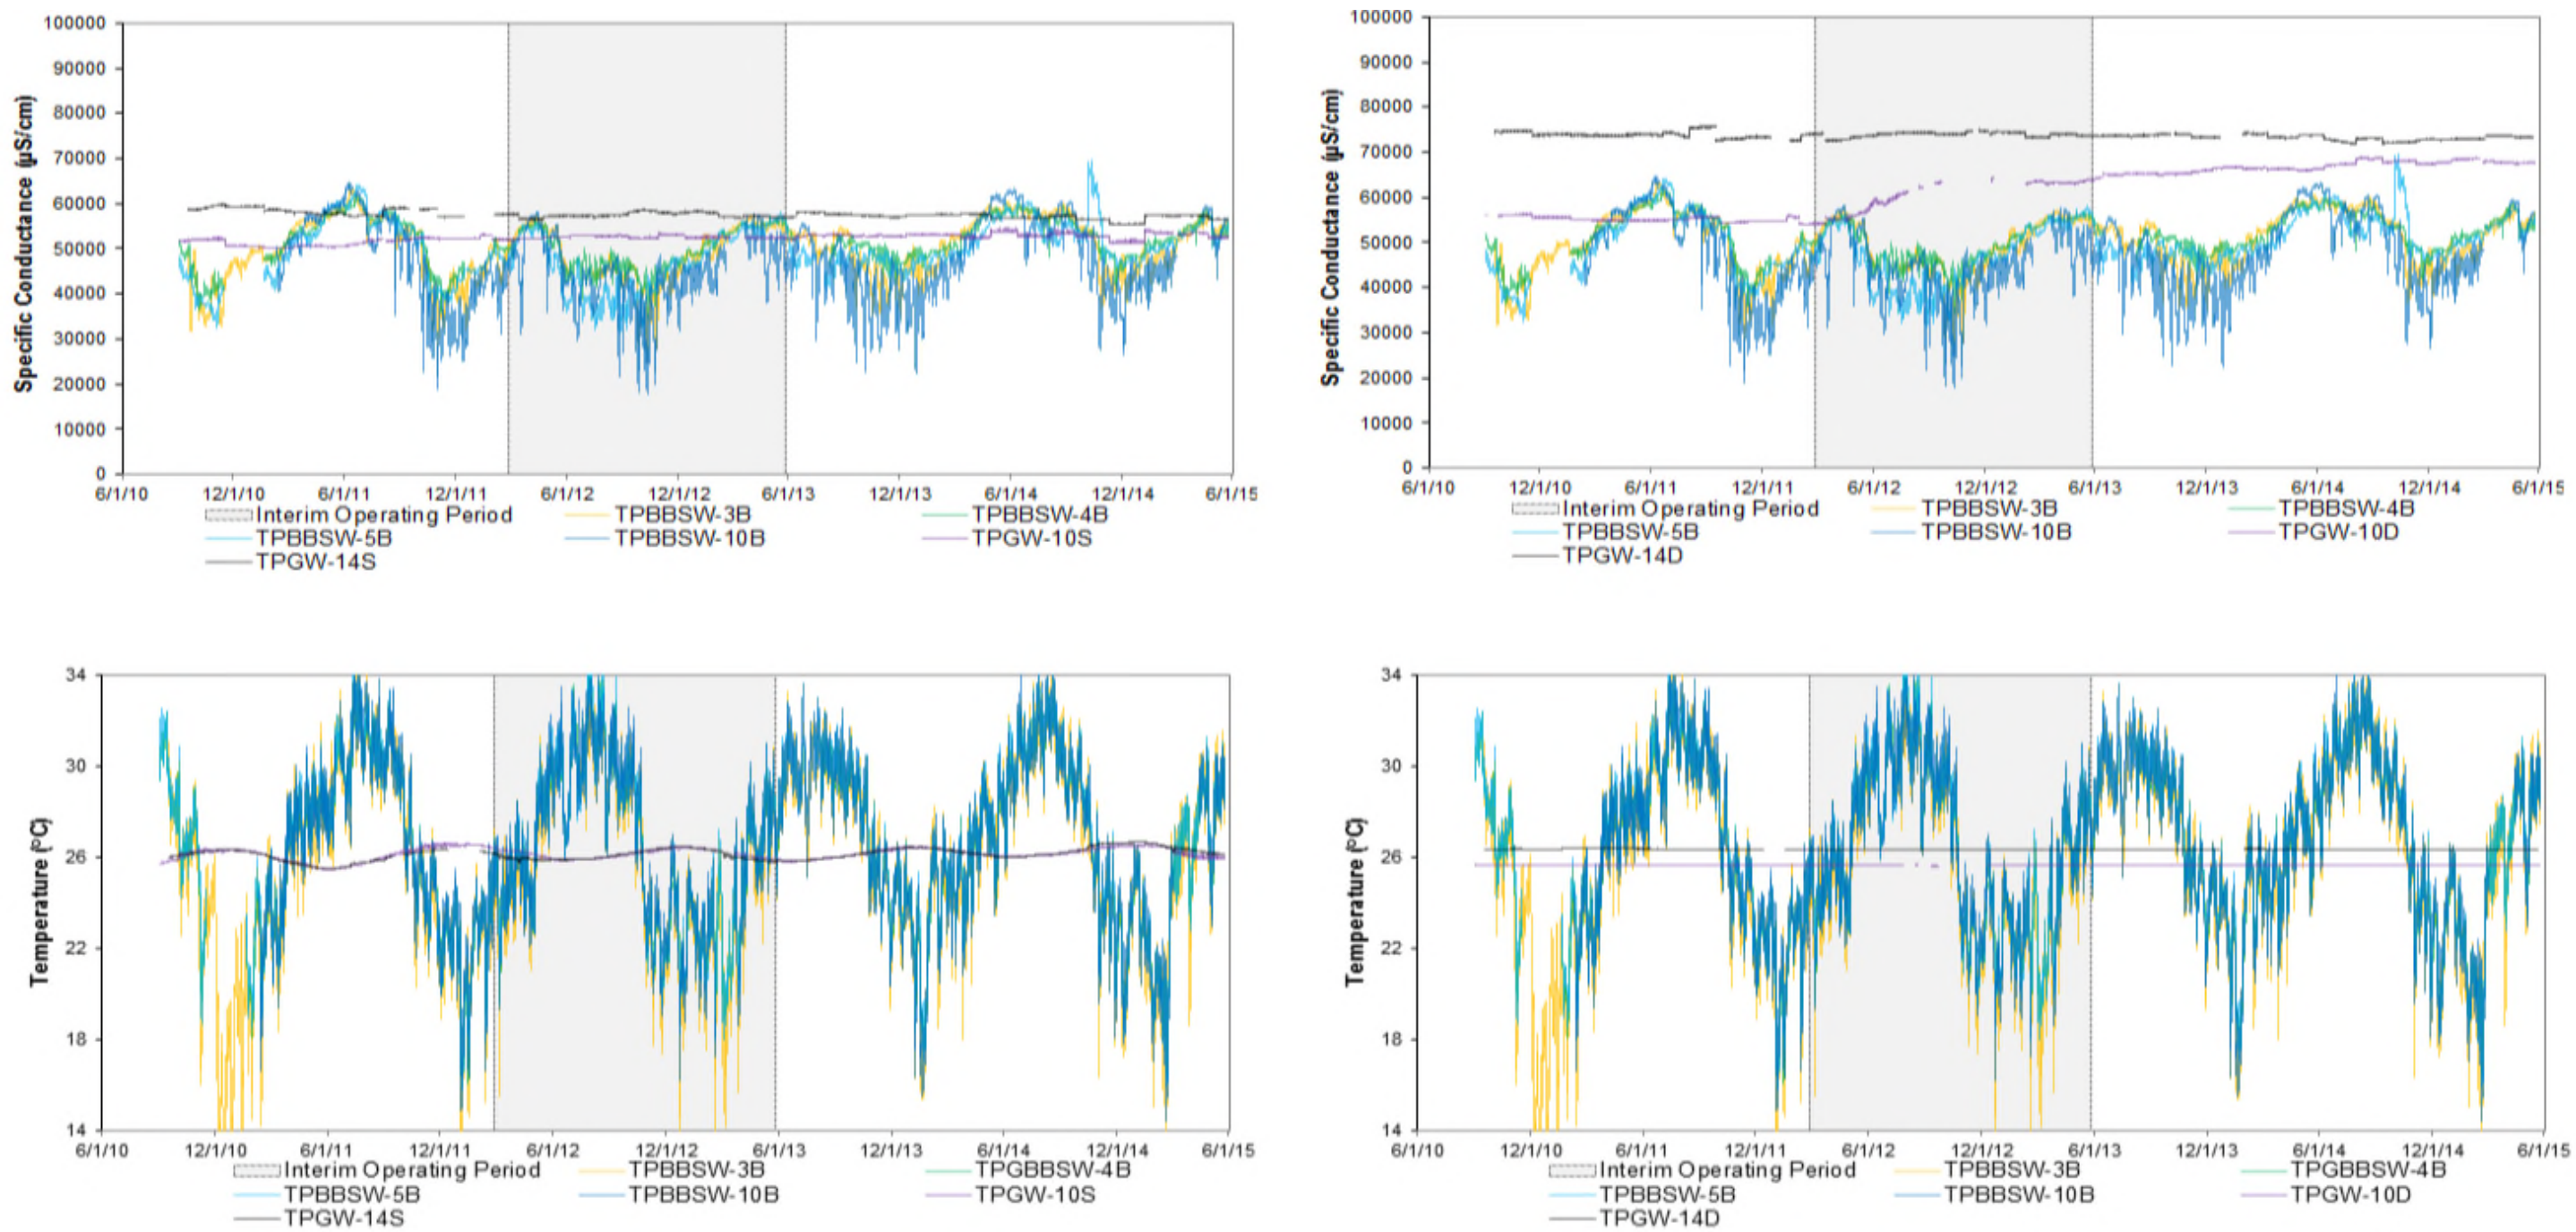 100000
90000
80000
70000
60000
50000
40000
30000
20000
10000
0
Specific Conductance (µS/cm)
6/1/10 12/1/10 6/1/11 12/1/11 6/1/12 12/1/12 6/1/13 12/1/13 6/1/14 12/1/14 6/1/15
Interim Operating Period TPBBSW-3B TPBBSW-4B
TPBBSW-5B TPBBSW-10B TPGW-10S
TPGW-14S
100000
90000
80000
70000
60000
50000
40000
30000
20000
10000
0
Specific Conductance (µS/cm)
6/1/10 12/1/10 6/1/11 12/1/11 6/1/12 12/1/12 6/1/13 12/1/13 6/1/14 12/1/14 6/1/15
Interim Operating Period TPBBSW-3B TPBBSW-4B
TPBBSW-5B TPBBSW-10B TPGW-10D
TPGW-14D
34
30
26
22
18
14
Temperature (ºC)
6/1/10 12/1/10 6/1/11 12/1/11 6/1/12 12/1/12 6/1/13 12/1/13 6/1/14 12/1/14 6/1/15
Interim Operating Period TPBBSW-3B TPGBBSW-4B
TPBBSW-5B TPBBSW-10B TPGW-10S
TPGW-14S
34
30
26
22
18
14
Temperature (ºC)
6/1/10 12/1/10 6/1/11 12/1/11 6/1/12 12/1/12 6/1/13 12/1/13 6/1/14 12/1/14 6/1/15
Interim Operating Period TPBBSW-3B TPGBBSW-4B
TPBBSW-5B TPBBSW-10B TPGW-10D
TPGW-14D